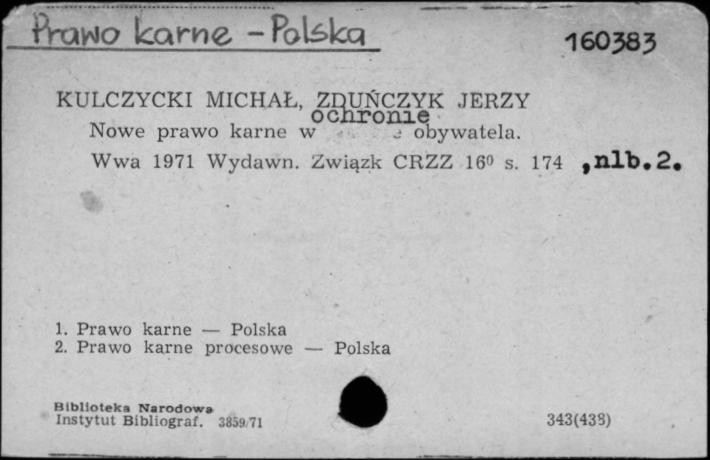 Prawo karne – Polska
160383
KULCZYCKI MICHAŁ, ZDUŃCZYK JERZY
ochronie
Nowe prawo karne w obywatela.
Wwa 1971 Wydawn. Związk CRZZ 16⁰ s. 174 ,nlb.2.
1. Prawo karne — Polska
2. Prawo karne procesowe — Polska
Biblioteka Narodowa
Instytut Bibliograf. 3859/71
343(438)